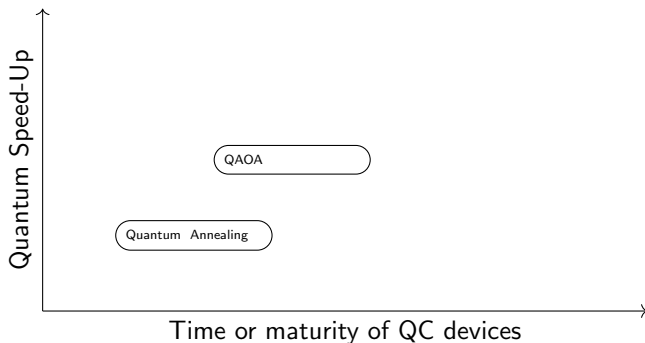 Quantum Speed-Up
QAOA
Quantum Annealing
Time or maturity of QC devices